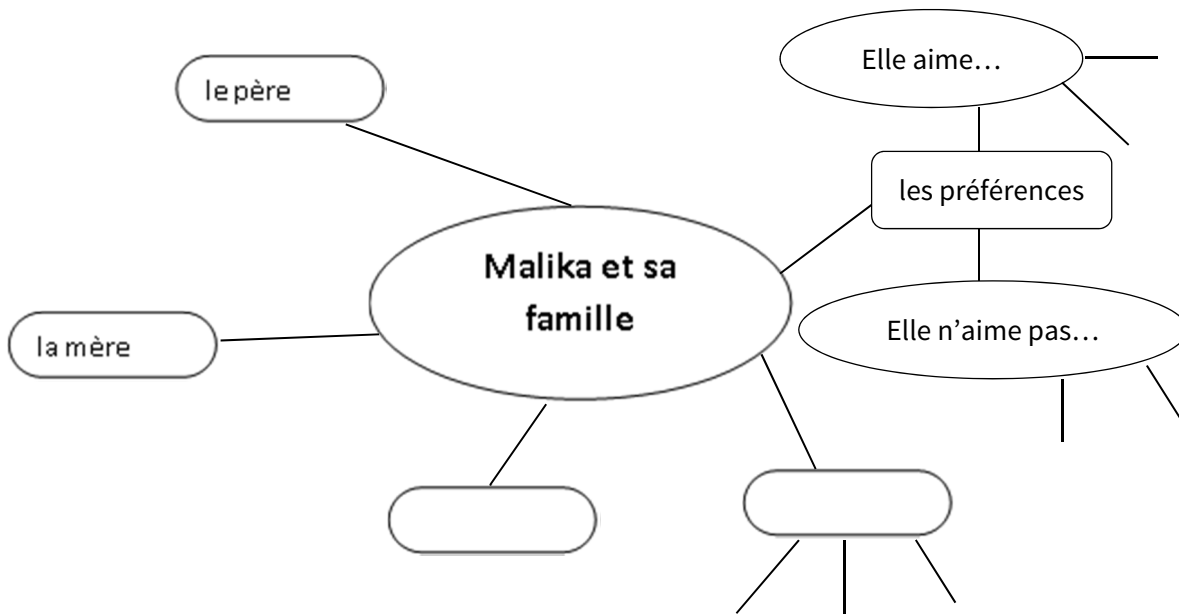 Elle aime…
le père
les préférences
Malika et sa
famille
la mère
Elle n’aime pas…